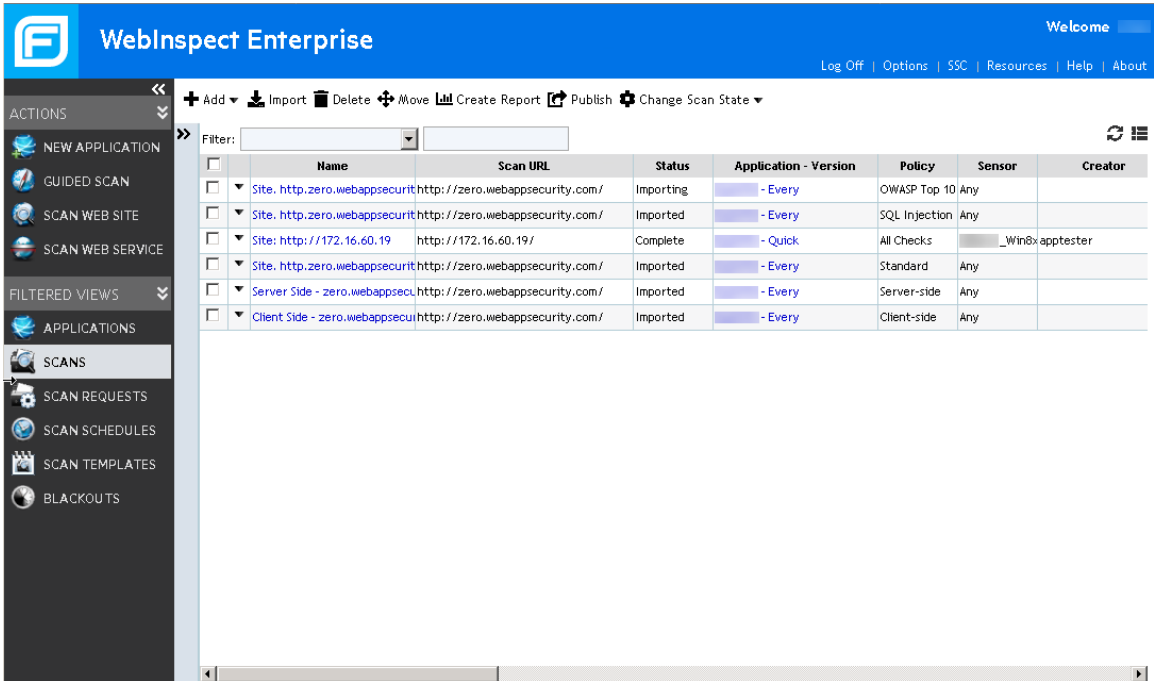 WebInspect Enterprise
Welcome
Log Off | Options | SSC | Resources | Help | About
ACTIONS
NEW APPLICATION
GUIDED SCAN
SCAN WEB SITE
SCAN WEB SERVICE
FILTERED VIEWS
APPLICATIONS
SCANS
SCAN REQUESTS
SCAN SCHEDULES
SCAN TEMPLATES
BLACKOUTS
Add Import Delete Move Create Report Publish Change Scan State
Filter:
Name Scan URL Status Application - Version Policy Sensor Creator
Site. http.zero.webappsecurit http://zero.webappsecurity.com/ Importing - Every OWASP Top 10 Any
Site. http.zero.webappsecurit http://zero.webappsecurity.com/ Imported - Every SQL Injection Any
Site: http://172.16.60.19 http://172.16.60.19/ Complete - Quick All Checks _Win8x apptester
Site. http.zero.webappsecurit http://zero.webappsecurity.com/ Imported - Every Standard Any
Server Side - zero.webappsecu http://zero.webappsecurity.com/ Imported - Every Server-side Any
Client Side - zero.webappsecur http://zero.webappsecurity.com/ Imported - Every Client-side Any